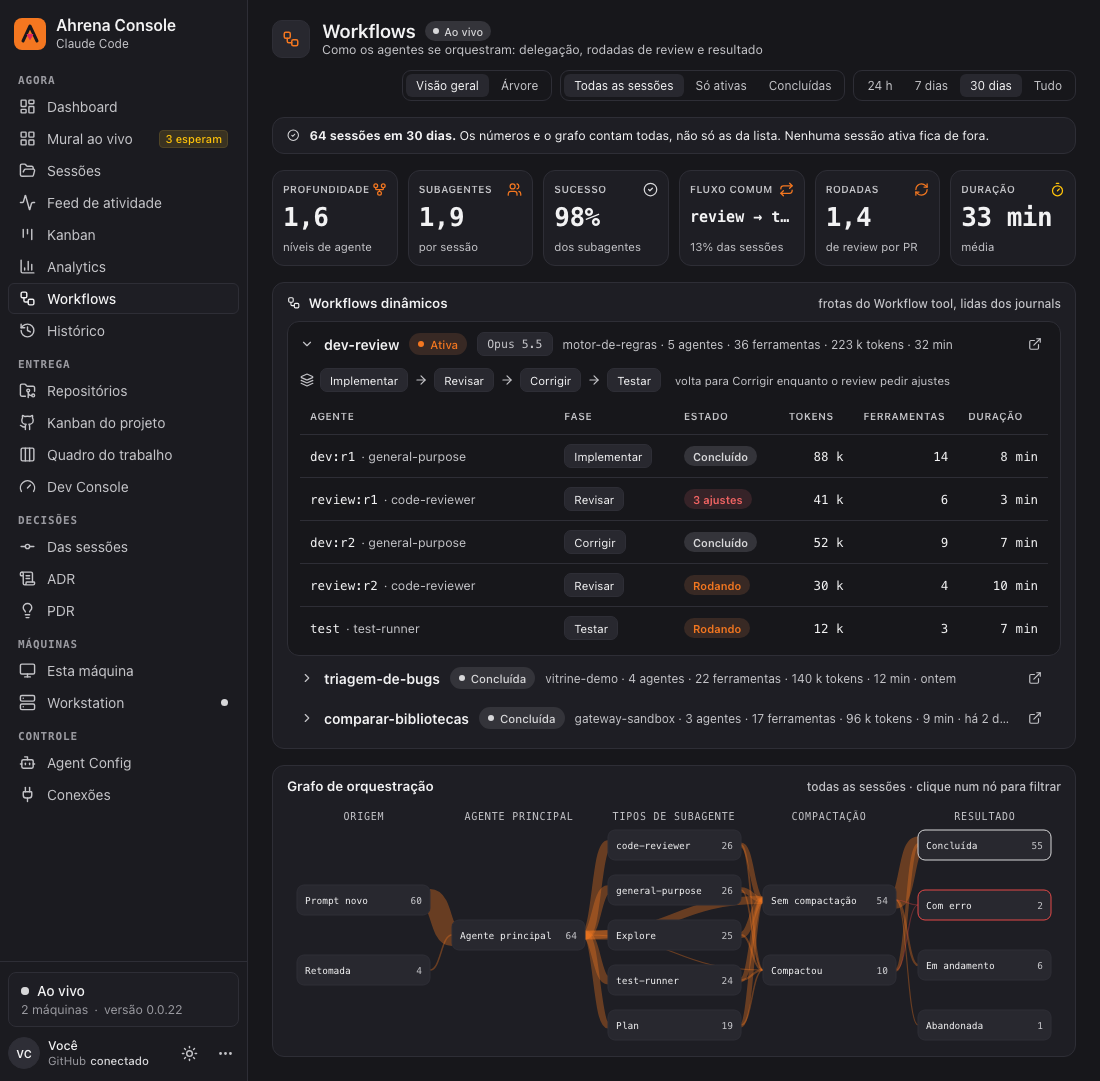 Ahrena Console
Claude Code
AGORA
Dashboard
Mural ao vivo
3 esperam
Sessões
Feed de atividade
Kanban
Analytics
Workflows
Histórico
ENTREGA
Repositórios
Kanban do projeto
Quadro do trabalho
Dev Console
DECISÕES
Das sessões
ADR
PDR
MÁQUINAS
Esta máquina
Workstation
CONTROLE
Agent Config
Conexões
Ao vivo
2 máquinas · versão 0.0.22
VC
Você
GitHub conectado
Workflows
Ao vivo
Como os agentes se orquestram: delegação, rodadas de review e resultado
Visão geral Árvore
Todas as sessões Só ativas Concluídas
24 h 7 dias 30 dias Tudo
64 sessões em 30 dias. Os números e o grafo contam todas, não só as da lista. Nenhuma sessão ativa fica de fora.
PROFUNDIDADE
1,6
níveis de agente
SUBAGENTES
1,9
por sessão
SUCESSO
98%
dos subagentes
FLUXO COMUM
review → t…
13% das sessões
RODADAS
1,4
de review por PR
DURAÇÃO
33 min
média
Workflows dinâmicos
frotas do Workflow tool, lidas dos journals
dev-review Ativa Opus 5.5 motor-de-regras · 5 agentes · 36 ferramentas · 223 k tokens · 32 min
Implementar → Revisar → Corrigir → Testar volta para Corrigir enquanto o review pedir ajustes
AGENTE FASE ESTADO TOKENS FERRAMENTAS DURAÇÃO
dev:r1 · general-purpose Implementar Concluído 88 k 14 8 min
review:r1 · code-reviewer Revisar 3 ajustes 41 k 6 3 min
dev:r2 · general-purpose Corrigir Concluído 52 k 9 7 min
review:r2 · code-reviewer Revisar Rodando 30 k 4 10 min
test · test-runner Testar Rodando 12 k 3 7 min
triagem-de-bugs Concluída vitrine-demo · 4 agentes · 22 ferramentas · 140 k tokens · 12 min · ontem
comparar-bibliotecas Concluída gateway-sandbox · 3 agentes · 17 ferramentas · 96 k tokens · 9 min · há 2 d…
Grafo de orquestração
todas as sessões · clique num nó para filtrar
ORIGEM
Prompt novo 60
Retomada 4
AGENTE PRINCIPAL
Agente principal 64
TIPOS DE SUBAGENTE
code-reviewer 26
general-purpose 26
Explore 25
test-runner 24
Plan 19
COMPACTAÇÃO
Sem compactação 54
Compactou 10
RESULTADO
Concluída 55
Com erro 2
Em andamento 6
Abandonada 1